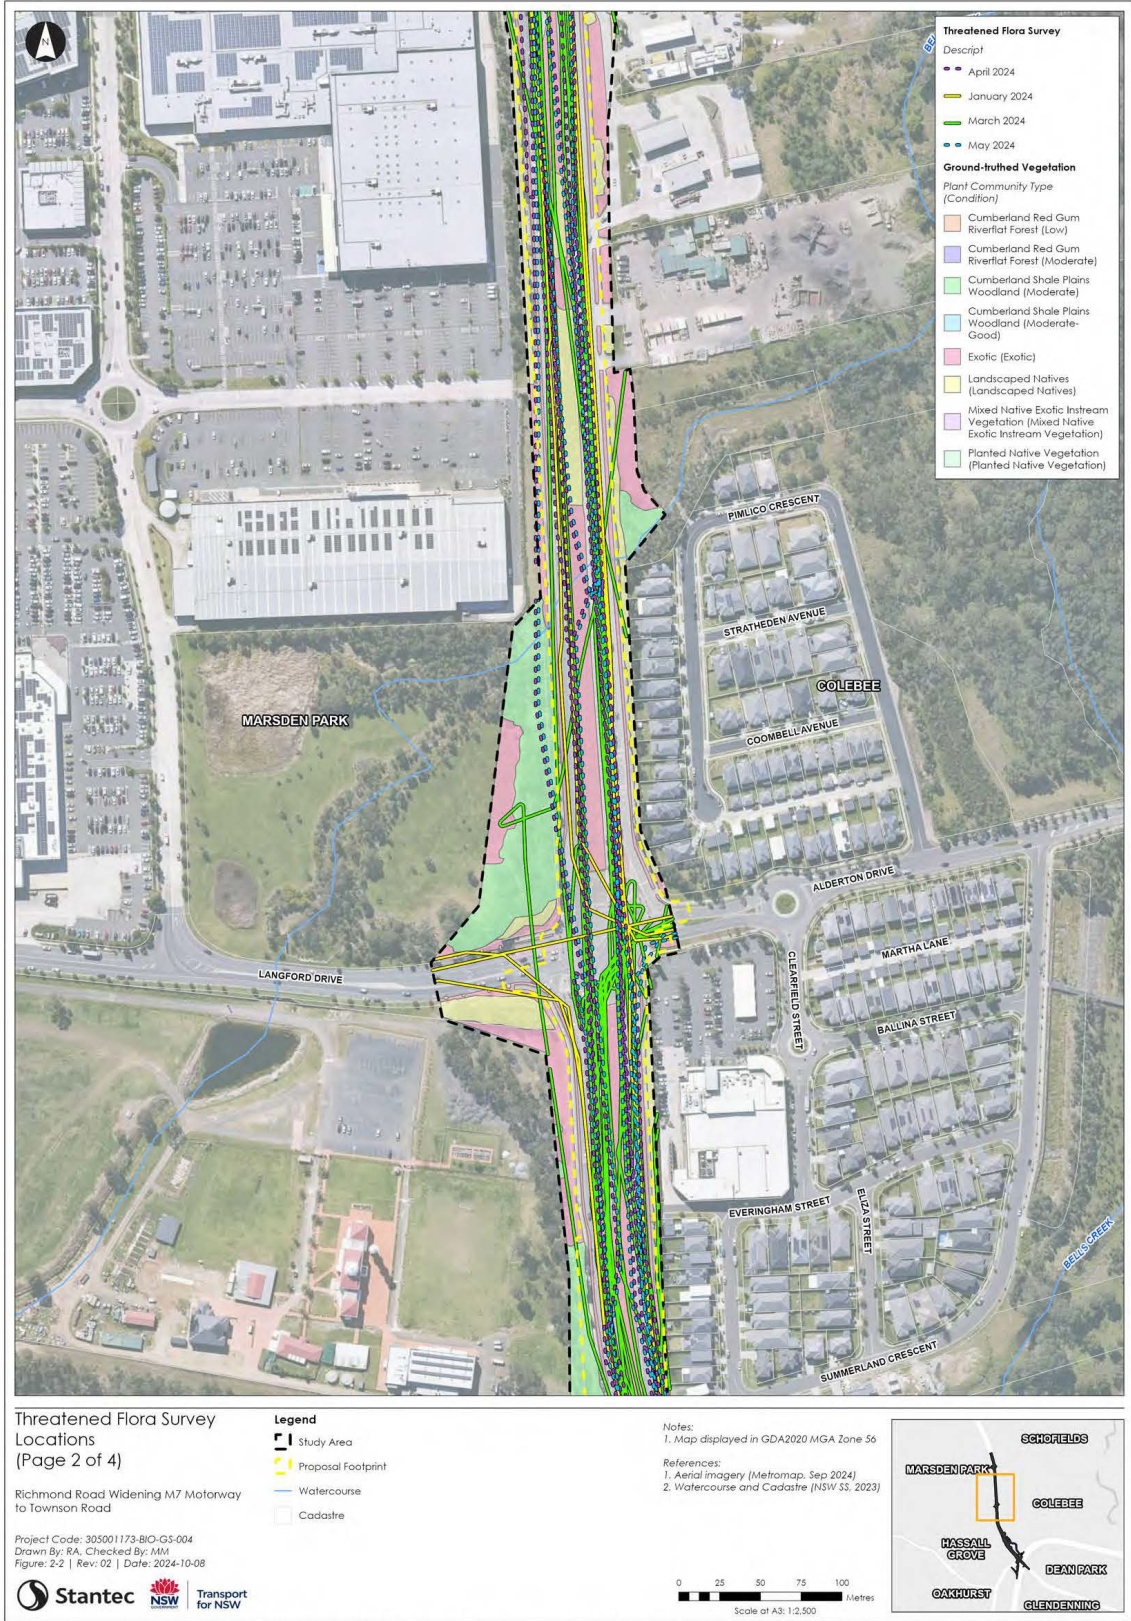 N
BE
Threatened Flora Survey
Descript
April 2024
January 2024
March 2024
May 2024
Ground-truthed Vegetation
Plant Community Type
(Condition)
Cumberland Red Gum
Riverflat Forest (Low)
Cumberland Red Gum
Riverflat Forest (Moderate)
Cumberland Shale Plains
Woodland (Moderate)
Cumberland Shale Plains
Woodland (Moderate-
Good)
Exotic (Exotic)
Landscaped Natives
(Landscaped Natives)
Mixed Native Exotic Instream
Vegetation (Mixed Native
Exotic Instream Vegetation)
Planted Native Vegetation
(Planted Native Vegetation)
PIMLICO CRESCENT
STRATHEDEN AVENUE
COLEBEE
MARSDEN PARK
COOMBELL AVENUE
ALDERTON DRIVE
MARTHA LANE
LANGFORD DRIVE
CLEARFIELD STREET
BALLINA STREET
EVERINGHAM STREET
ELIZA STREET
BELLS CREEK
SUMMERLAND CRESCENT
Threatened Flora Survey
Locations
(Page 2 of 4)
Richmond Road Widening M7 Motorway
to Townson Road
Project Code: 305001173-BIO-GS-004
Drawn By: RA, Checked By: MM
Figure: 2-2 | Rev: 02 | Date: 2024-10-08
Stantec
NSW
GOVERNMENT
Transport
for NSW
Legend
Study Area
Proposal Footprint
Watercourse
Cadastre
Notes:
1. Map displayed in GDA2020 MGA Zone 56
References:
1. Aerial imagery (Metromap, Sep 2024)
2. Watercourse and Cadastre (NSW SS, 2023)
0 25 50 75 100
Metres
Scale at A3: 1:2,500
SCHOFIELDS
MARSDEN PARK
COLEBEE
HASSALL
GROVE
DEAN PARK
OAKHURST
GLENDENNING